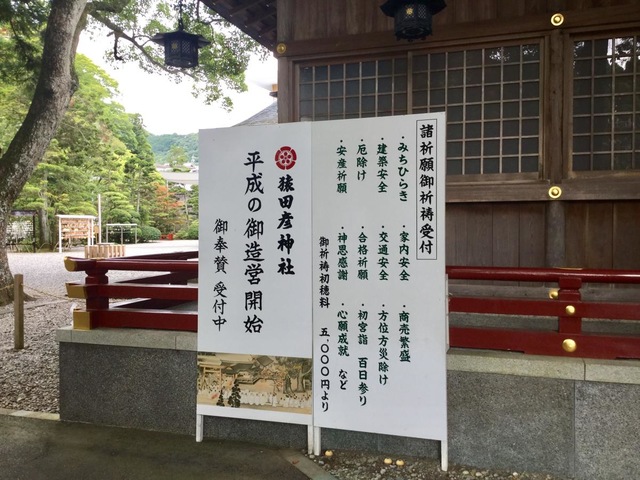 諸祈願御祈祷受付
・みちひらき ・家内安全 ・商売繁盛
・建築安全 ・交通安全 ・方位方災除け
・厄除け ・合格祈願 ・初宮詣 百日参り
・安産祈願 ・神恩感謝 ・心願成就 など
御祈祷初穂料 五、〇〇〇円より
猿田彦神社
平成の御造営開始
御奉賛 受付中